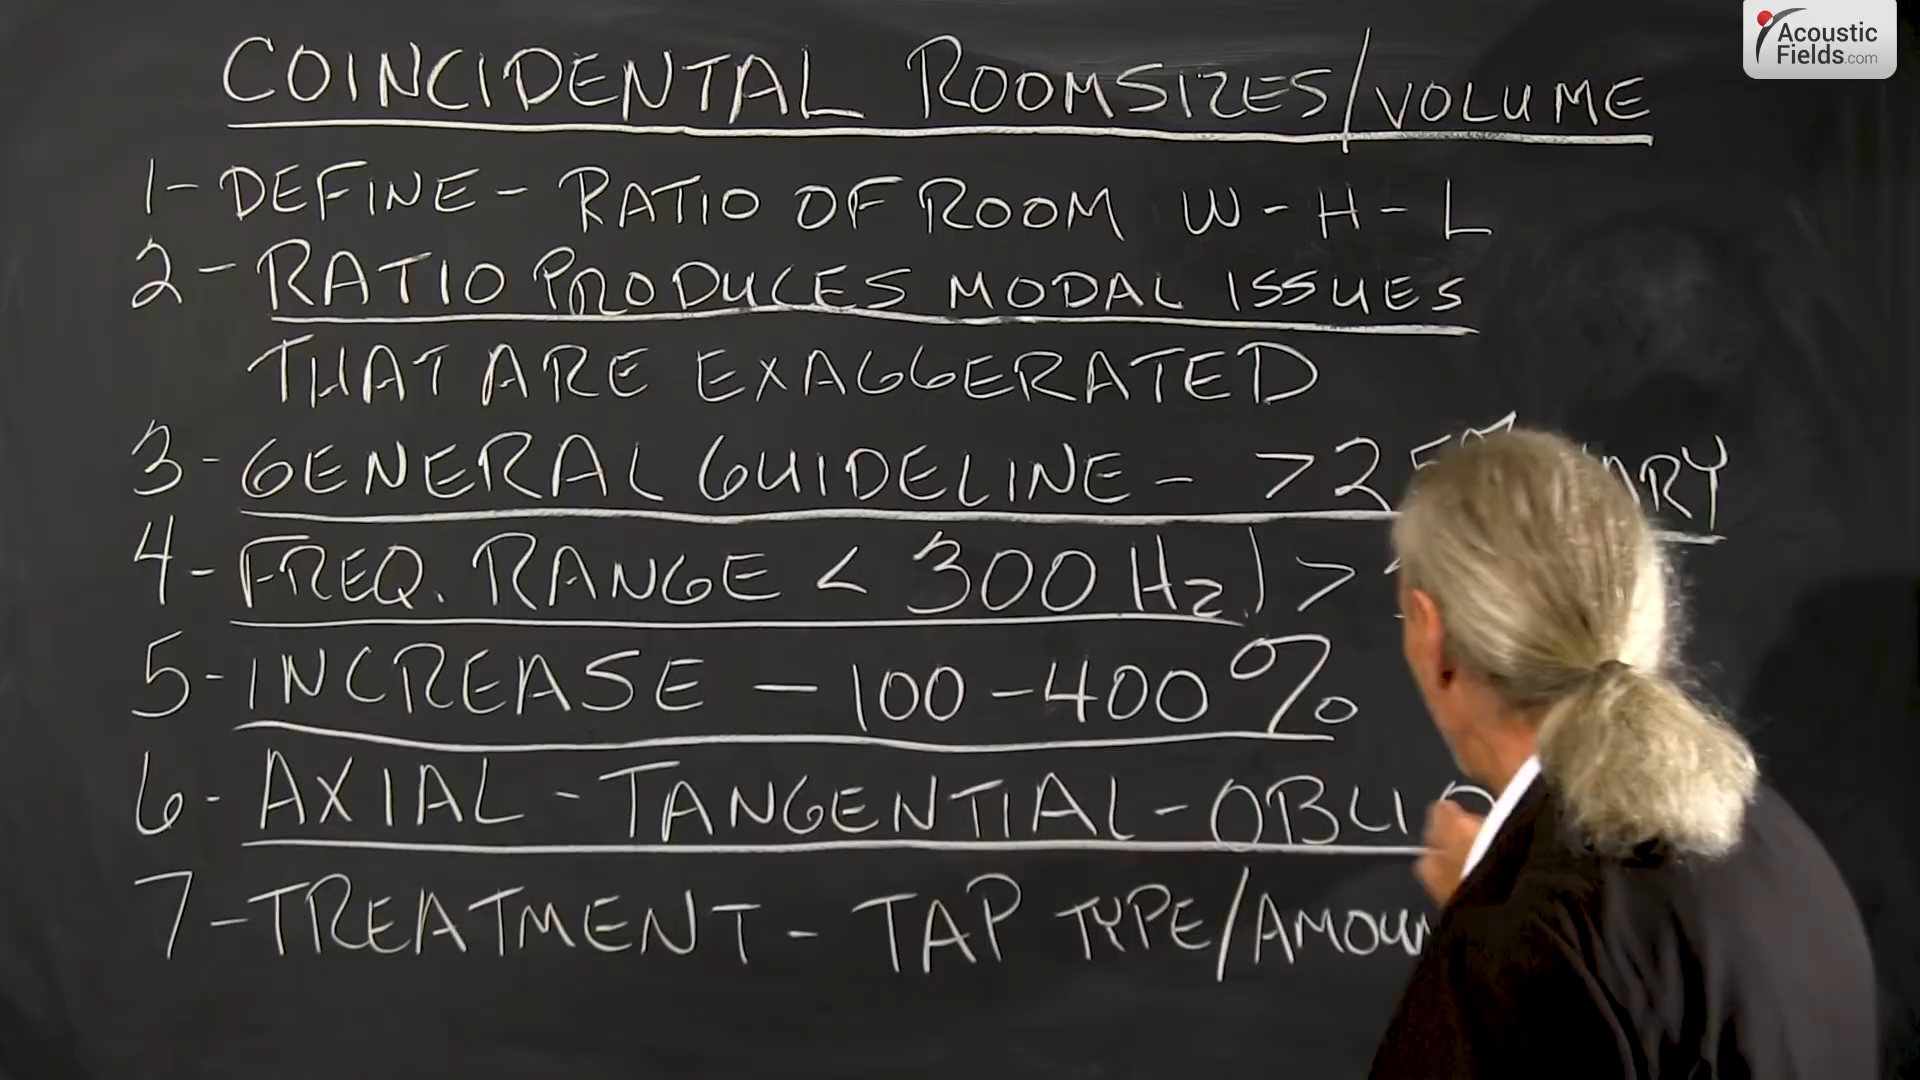 Acoustic
Fields.com
COINCIDENTAL ROOMSIZES/VOLUME
1- DEFINE - RATIO OF ROOM W - H - L
2 - RATIO PRODUCES MODAL ISSUES
THAT ARE EXAGGERATED
3 - GENERAL GUIDELINE - >
4 - FREQ. RANGE < 300 Hz) >
5 - INCREASE - 100 - 400%
6 - AXIAL - TANGENTIAL -
7 - TREATMENT - TAP TYPE/